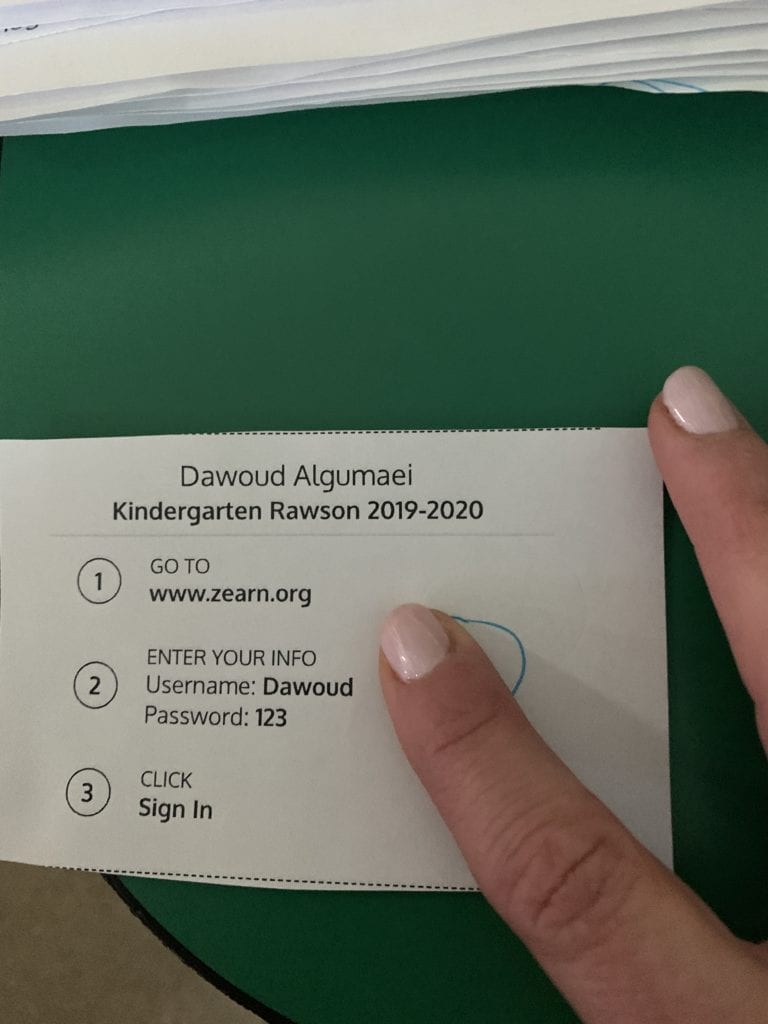 Dawoud Algumaei
Kindergarten Rawson 2019-2020
1
GO TO
www.zearn.org
2
ENTER YOUR INFO
Username: Dawoud
Password: 123
3
CLICK
Sign In